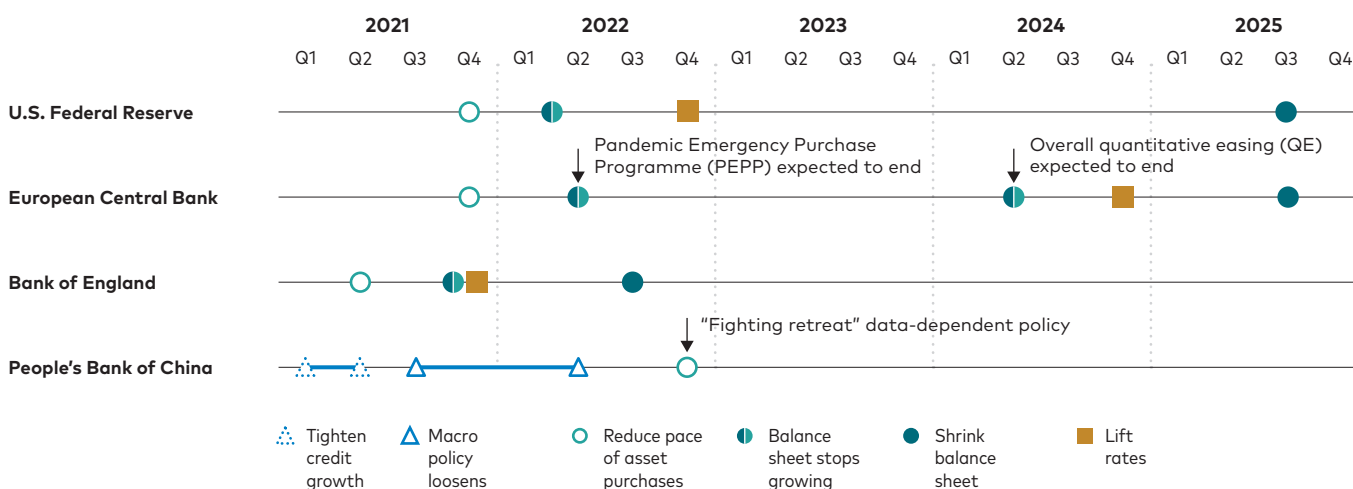 2021 2022 2023 2024 2025
Q1 Q2 Q3 Q4 Q1 Q2 Q3 Q4 Q1 Q2 Q3 Q4 Q1 Q2 Q3 Q4 Q1 Q2 Q3 Q4
U.S. Federal Reserve
Pandemic Emergency Purchase
Programme (PEPP) expected to end
Overall quantitative easing (QE)
expected to end
European Central Bank
Bank of England
“Fighting retreat” data-dependent policy
People’s Bank of China
Tighten
credit
growth
Macro
policy
loosens
Reduce pace
of asset
purchases
Balance
sheet stops
growing
Shrink
balance
sheet
Lift
rates